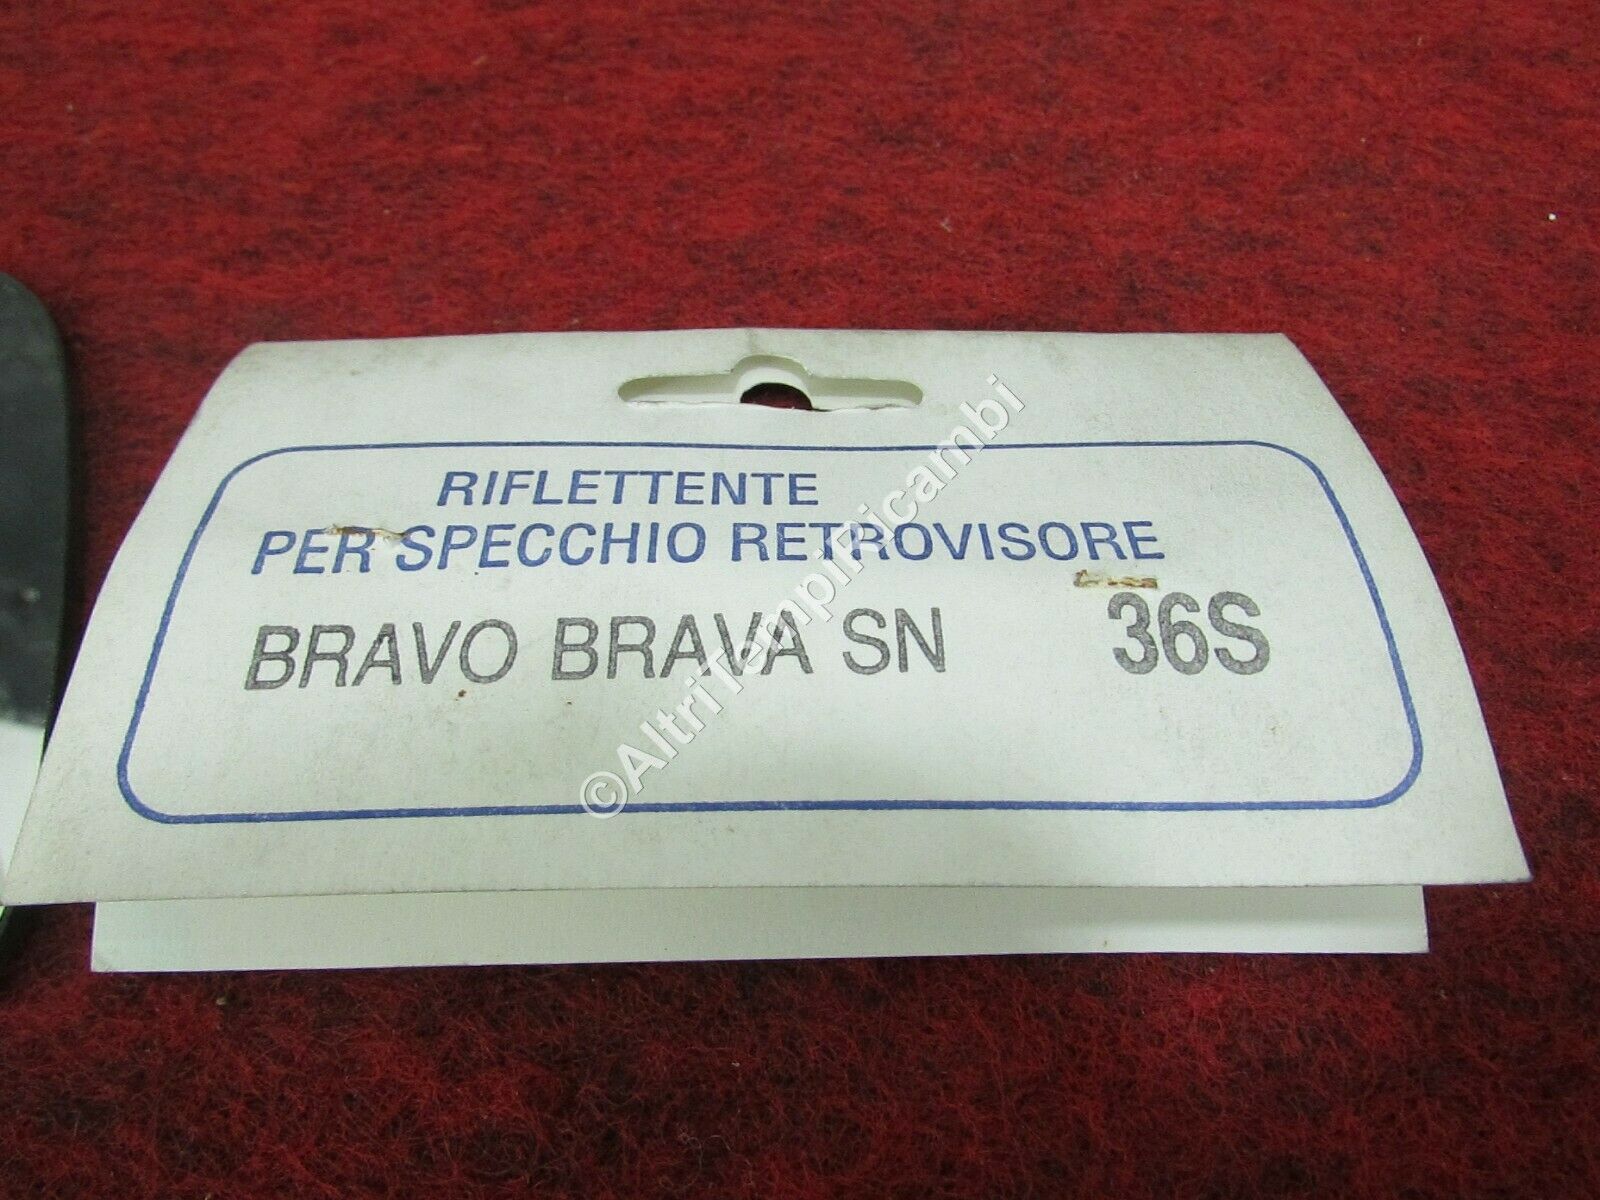 RIFLETTENTE
PER SPECCHIO RETROVISORE
BRAVO BRAVA SN 36S
©AltriTempiRicambi